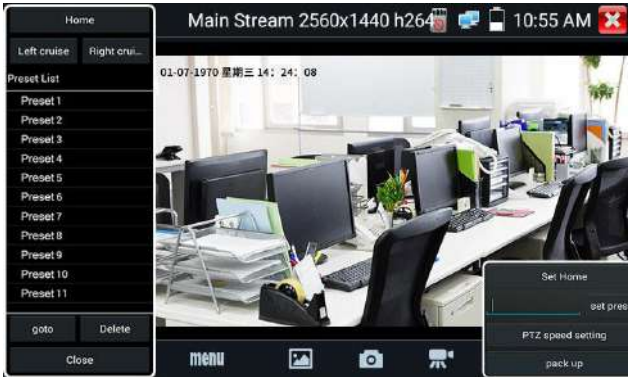 Home
Main Stream 2560x1440 h264
10:55 AM
Left cruise
Right crui...
Preset List
01-07-1970 星期三 14: 24: 08
Preset 1
Preset 2
Preset 3
Preset 4
Preset 5
Preset 6
Preset 7
Preset 8
Preset 9
Preset 10
Preset 11
Set Home
set pres
goto
Delete
PTZ speed setting
Close
menu
pack up